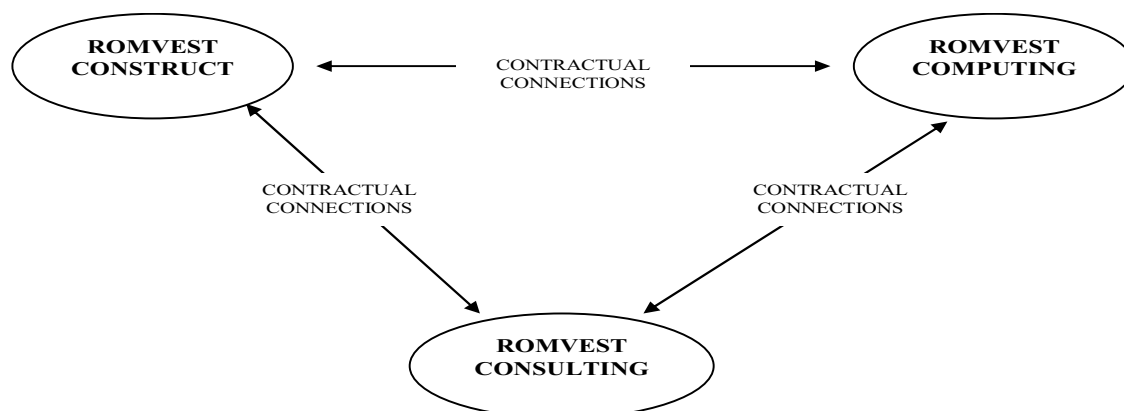 ROMVEST
CONSTRUCT
CONTRACTUAL
CONNECTIONS
ROMVEST
COMPUTING
CONTRACTUAL
CONNECTIONS
CONTRACTUAL
CONNECTIONS
ROMVEST
CONSULTING